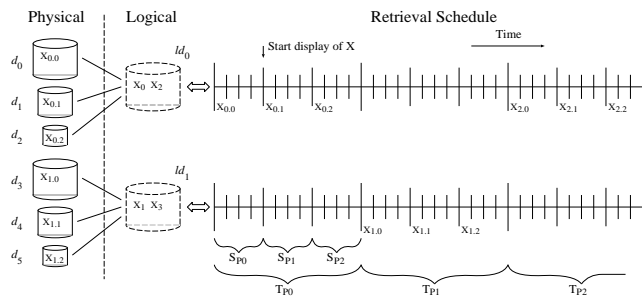 Physical Logical Retrieval Schedule
d0 X0.0 ld0 Start display of X Time
d1 X0.1 X0 X2
X0.0 X0.1 X0.2 X2.0 X2.1 X2.2
d2 X0.2
d3 X1.0 ld1
d4 X1.1 X1 X3
X1.0 X1.1 X1.2
d5 X1.2
SP0 SP1 SP2
TP0 TP1 TP2